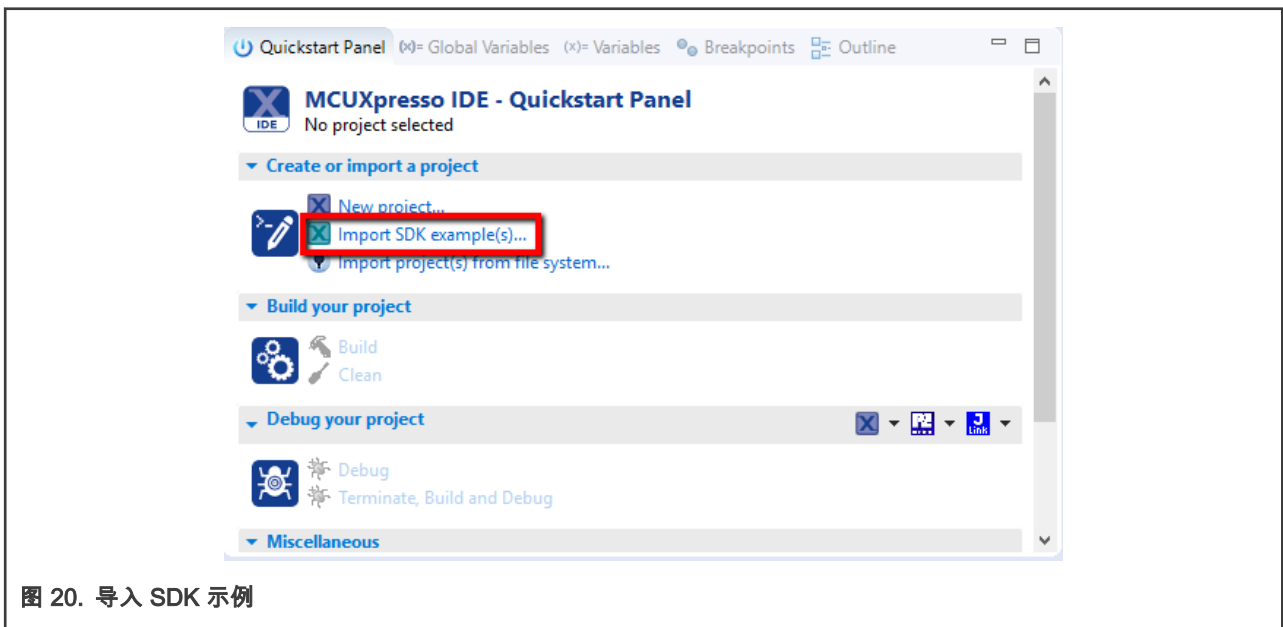 Quickstart Panel (x)= Global Variables (x)= Variables Breakpoints Outline
MCUXpresso IDE - Quickstart Panel
IDE No project selected
Create or import a project
New project...
Import SDK example(s)...
Import project(s) from file system...
Build your project
Build
Clean
Debug your project
Debug
Terminate, Build and Debug
Miscellaneous
图 20. 导入 SDK 示例